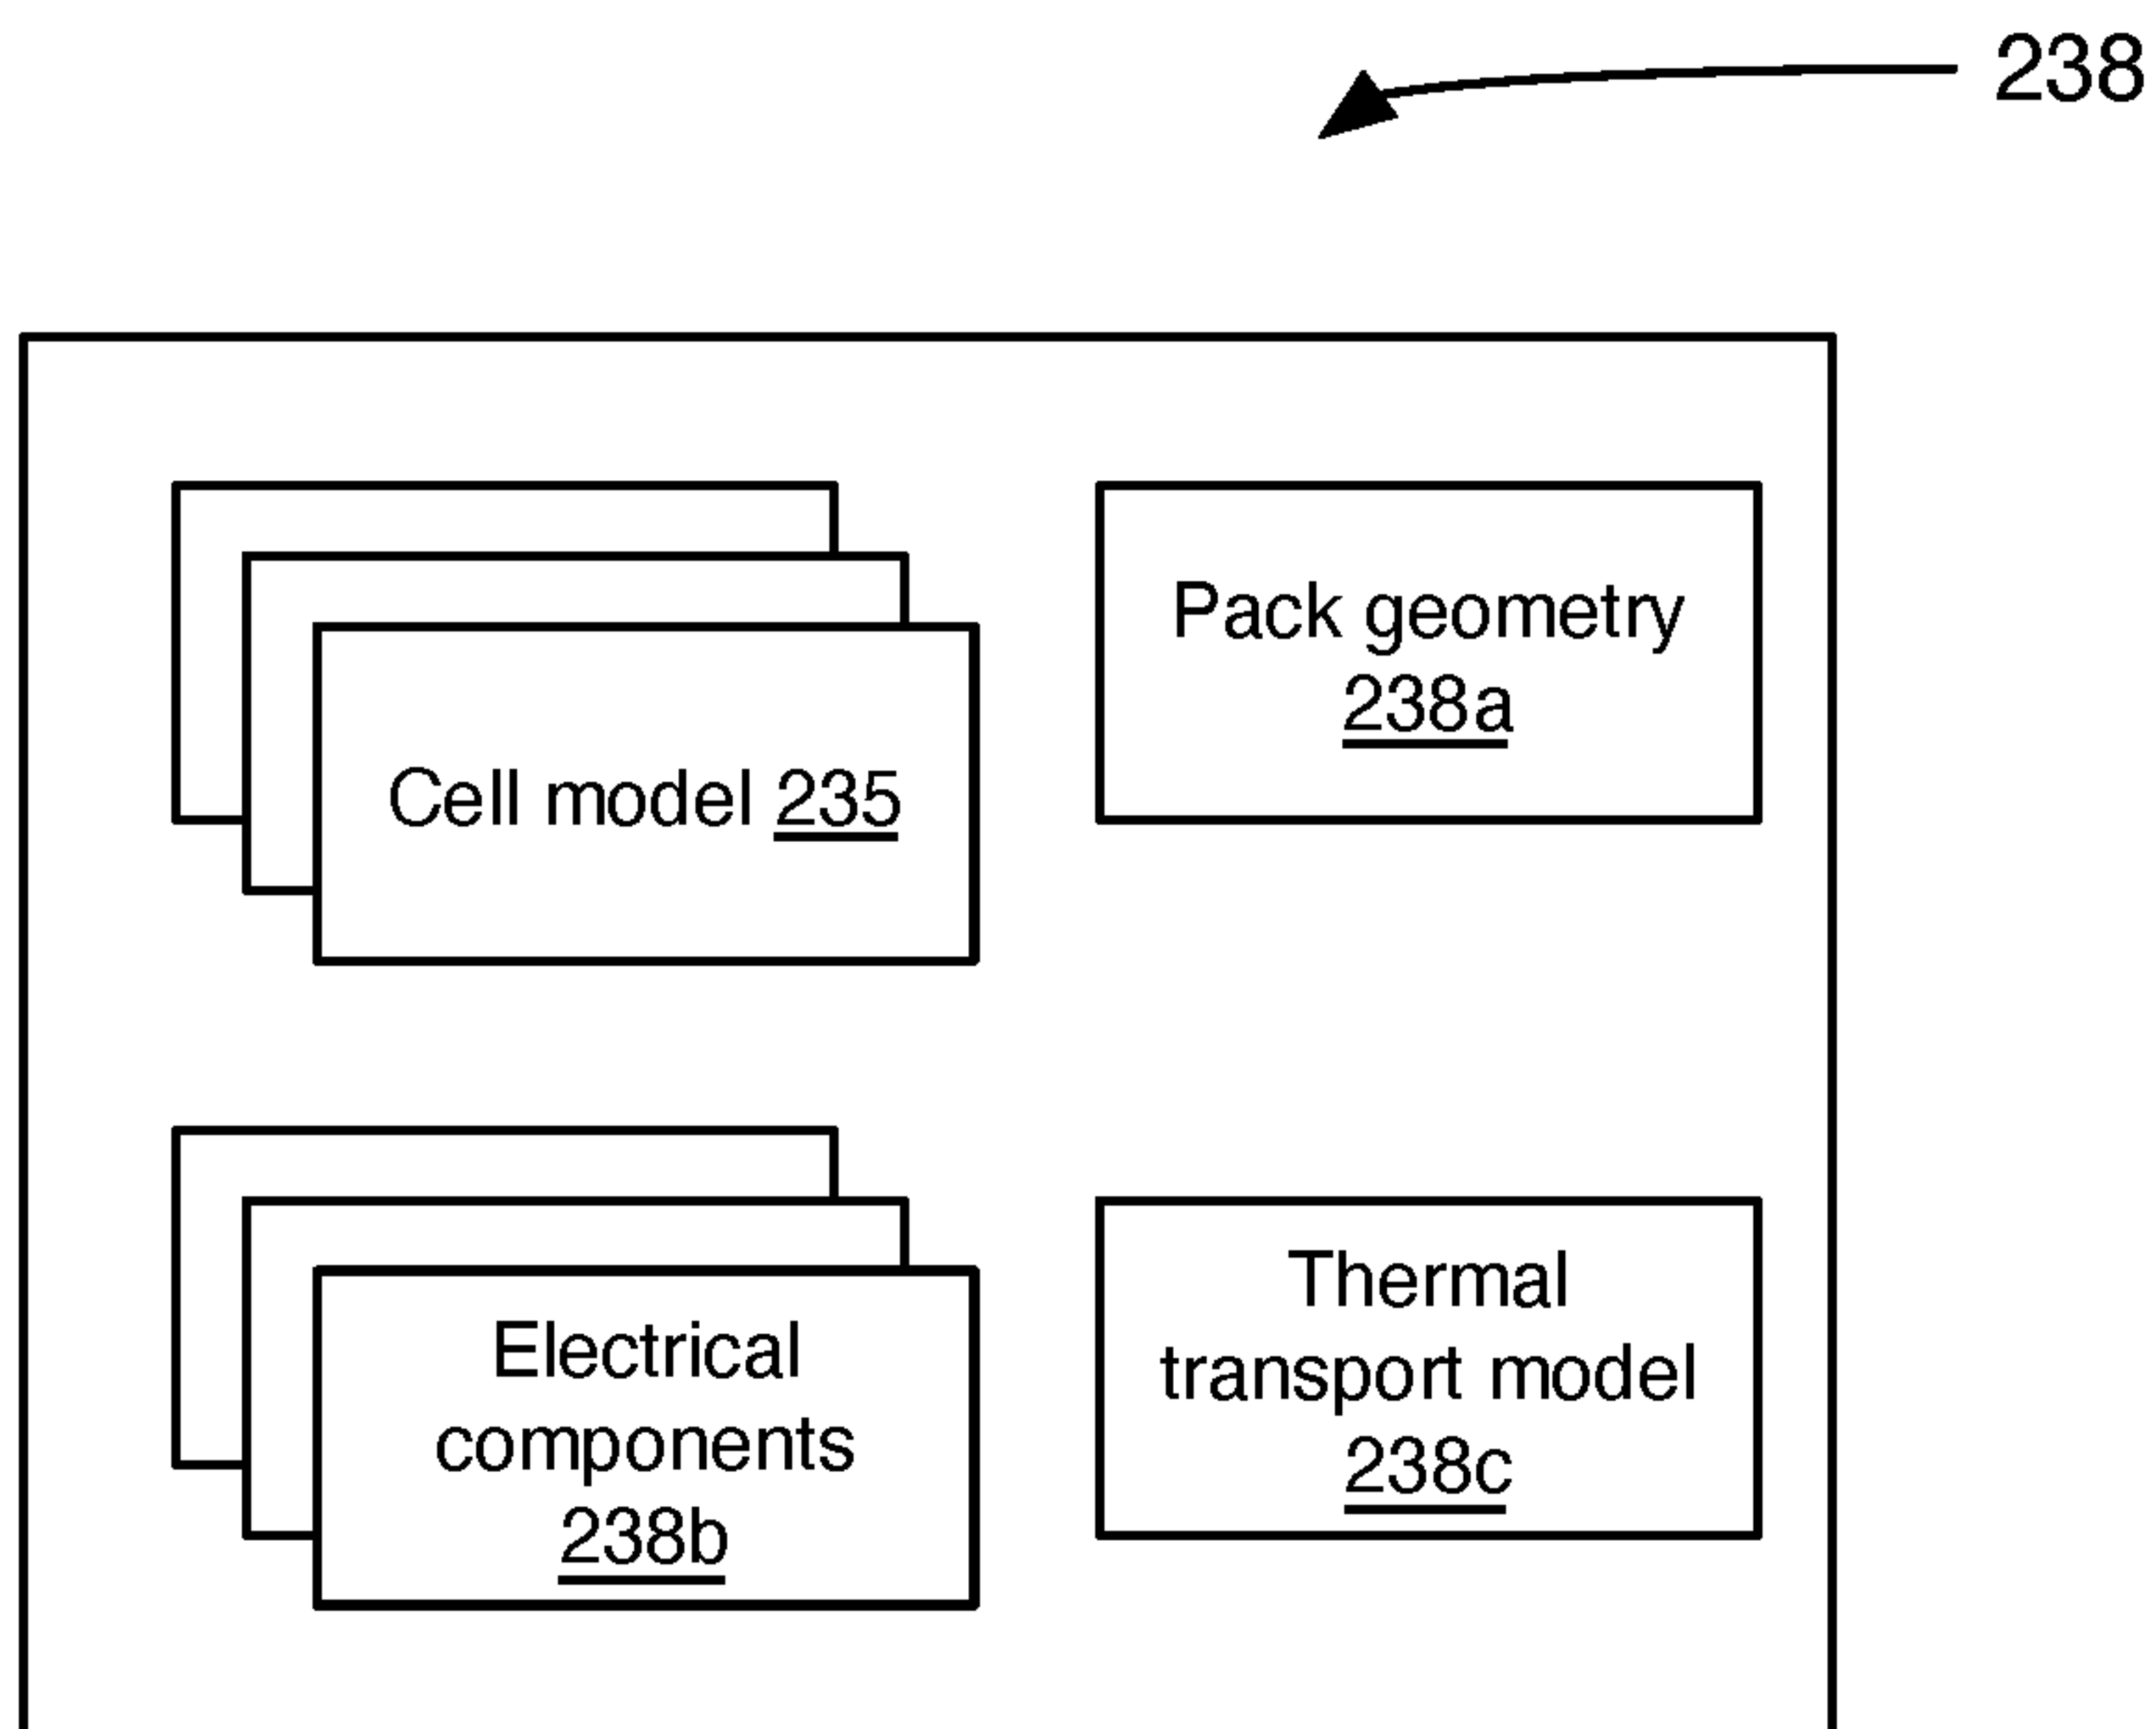 238
Cell model 235
Pack geometry
238a
Electrical
components
238b
Thermal
transport model
238c